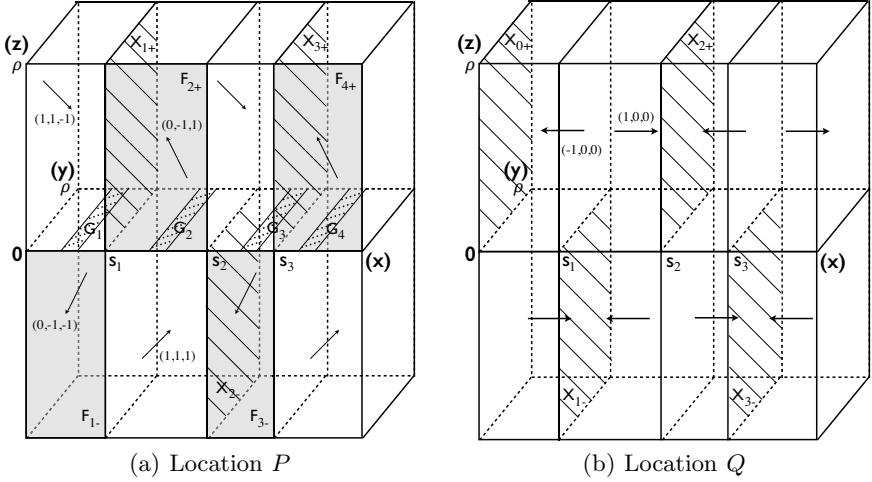 (z)
ρ
X1+
X3+
F2+
F4+
(1,1,-1)
(0,-1,1)
(y)
ρ
G1
G2
G3
G4
0
s1
s2
s3
(x)
(0,-1,-1)
(1,1,1)
X2-
F1-
F3-
(a) Location P
(z)
ρ
X0+
X2+
(-1,0,0)
(1,0,0)
(y)
ρ
0
s1
s2
s3
(x)
X1-
X3-
(b) Location Q